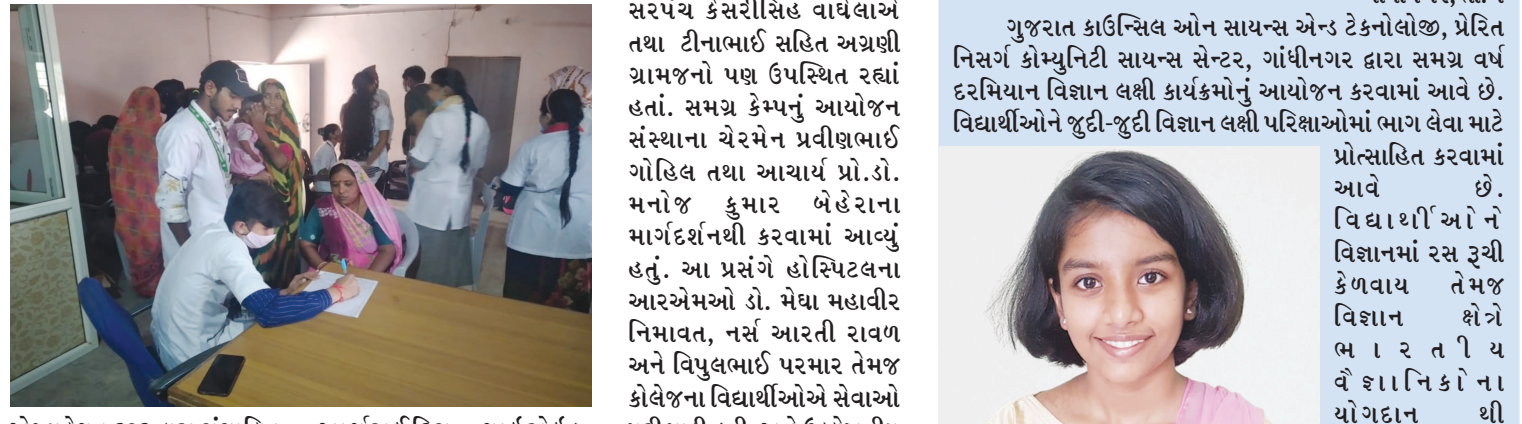 સરપંચ કેસરીસિંહ વાઘેલાએ
તથા ટીનાભાઈ સહિત અગ્રણી
ગ્રામજનો પણ ઉપસ્થિત રહ્યાં
હતાં. સમગ્ર કેમ્પનું આયોજન
સંસ્થાના ચેરમેન પ્રવીણભાઈ
ગોહિલ તથા આચાર્ય પ્રો.ડો.
મનોજ કુમાર બેહેરાના
માર્ગદર્શનથી કરવામાં આવ્યું
હતું. આ પ્રસંગે હોસ્પિટલના
આરએમઓ ડો. મેઘા મહાવીર
નિમાવત, નર્સ આરતી રાવળ
અને વિપુલભાઈ પરમાર તેમજ
કોલેજના વિદ્યાર્થીઓએ સેવાઓ
ગુજરાત કાઉન્સિલ ઓન સાયન્સ એન્ડ ટેકનોલોજી, પ્રેરિત
નિસર્ગ કોમ્યુનિટી સાયન્સ સેન્ટર, ગાંધીનગર દ્વારા સમગ્ર વર્ષ
દરમિયાન વિજ્ઞાન લક્ષી કાર્યક્રમોનું આયોજન કરવામાં આવે છે.
વિદ્યાર્થીઓને જુદી-જુદી વિજ્ઞાન લક્ષી પરિક્ષાઓમાં ભાગ લેવા માટે
પ્રોત્સાહિત કરવામાં
આવે છે.
વિદ્યાર્થીઓને
વિજ્ઞાનમાં રસ રૂચી
કેળવાય તેમજ
વિજ્ઞાન ક્ષેત્રે
ભારતીય
વૈજ્ઞાનિકોના
યોગદાન થી